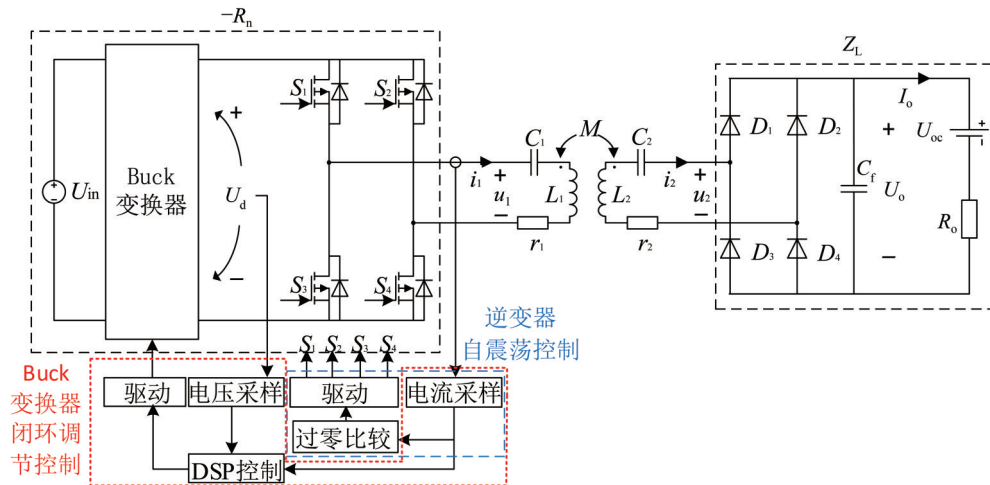 −Rn
ZL
S1
S2
Io
Uoc
D1
D2
M
C1
C2
Uin
Buck
变换器
Ud
i1
u1
L1
L2
i2
u2
Cf
Uo
Ro
r1
r2
D3
D4
S3
S4
逆变器
自震荡控制
S1 S2 S3 S4
Buck
变换器
闭环调
节控制
驱动
电压采样
驱动
电流采样
过零比较
DSP控制